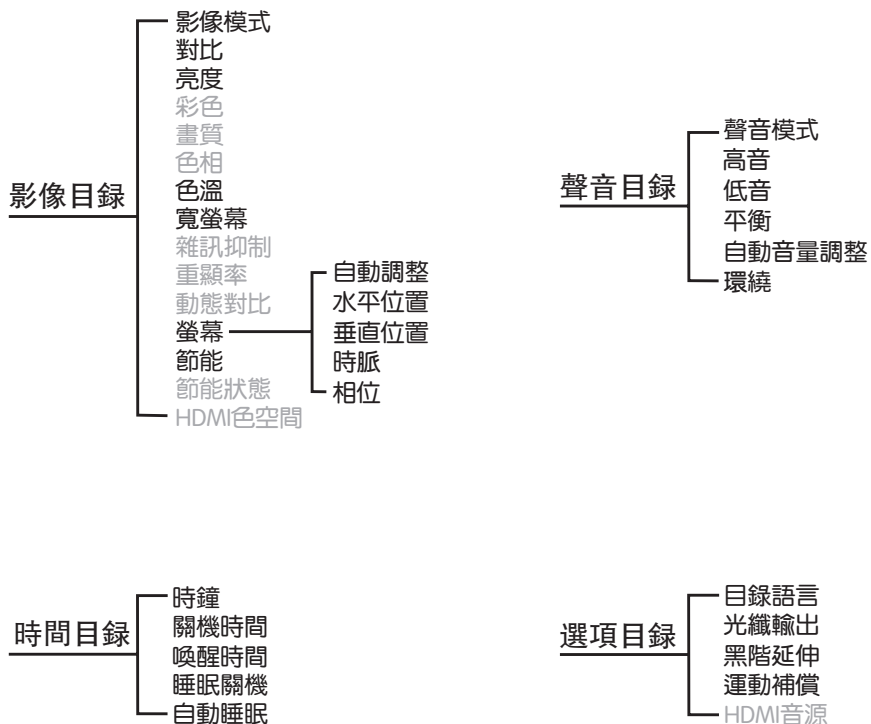 影像目録
影像模式
對比
亮度
彩色
畫質
色相
色溫
寬螢幕
雜訊抑制
重顯率
動態對比
螢幕
節能
節能狀態
HDMI色空間
自動調整
水平位置
垂直位置
時脈
相位
聲音目録
聲音模式
高音
低音
平衡
自動音量調整
環繞
時間目録
時鐘
關機時間
喚醒時間
睡眠關機
自動睡眠
選項目録
目錄語言
光纖輸出
黑階延伸
運動補償
HDMI音源